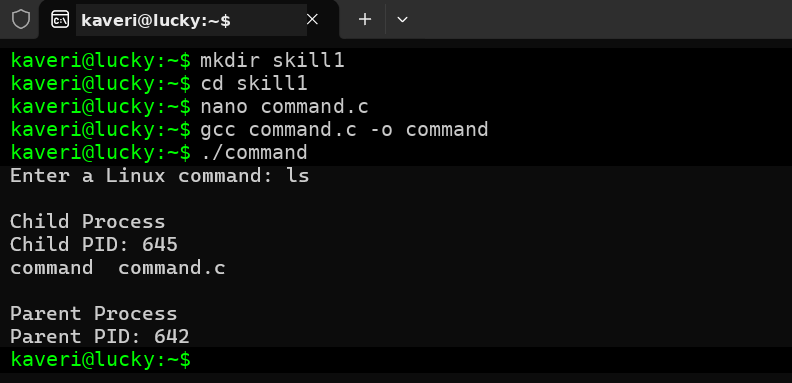 kaveri@lucky:~$
kaveri@lucky:~$ mkdir skill1
kaveri@lucky:~$ cd skill1
kaveri@lucky:~$ nano command.c
kaveri@lucky:~$ gcc command.c -o command
kaveri@lucky:~$ ./command
Enter a Linux command: ls
Child Process
Child PID: 645
command  command.c
Parent Process
Parent PID: 642
kaveri@lucky:~$